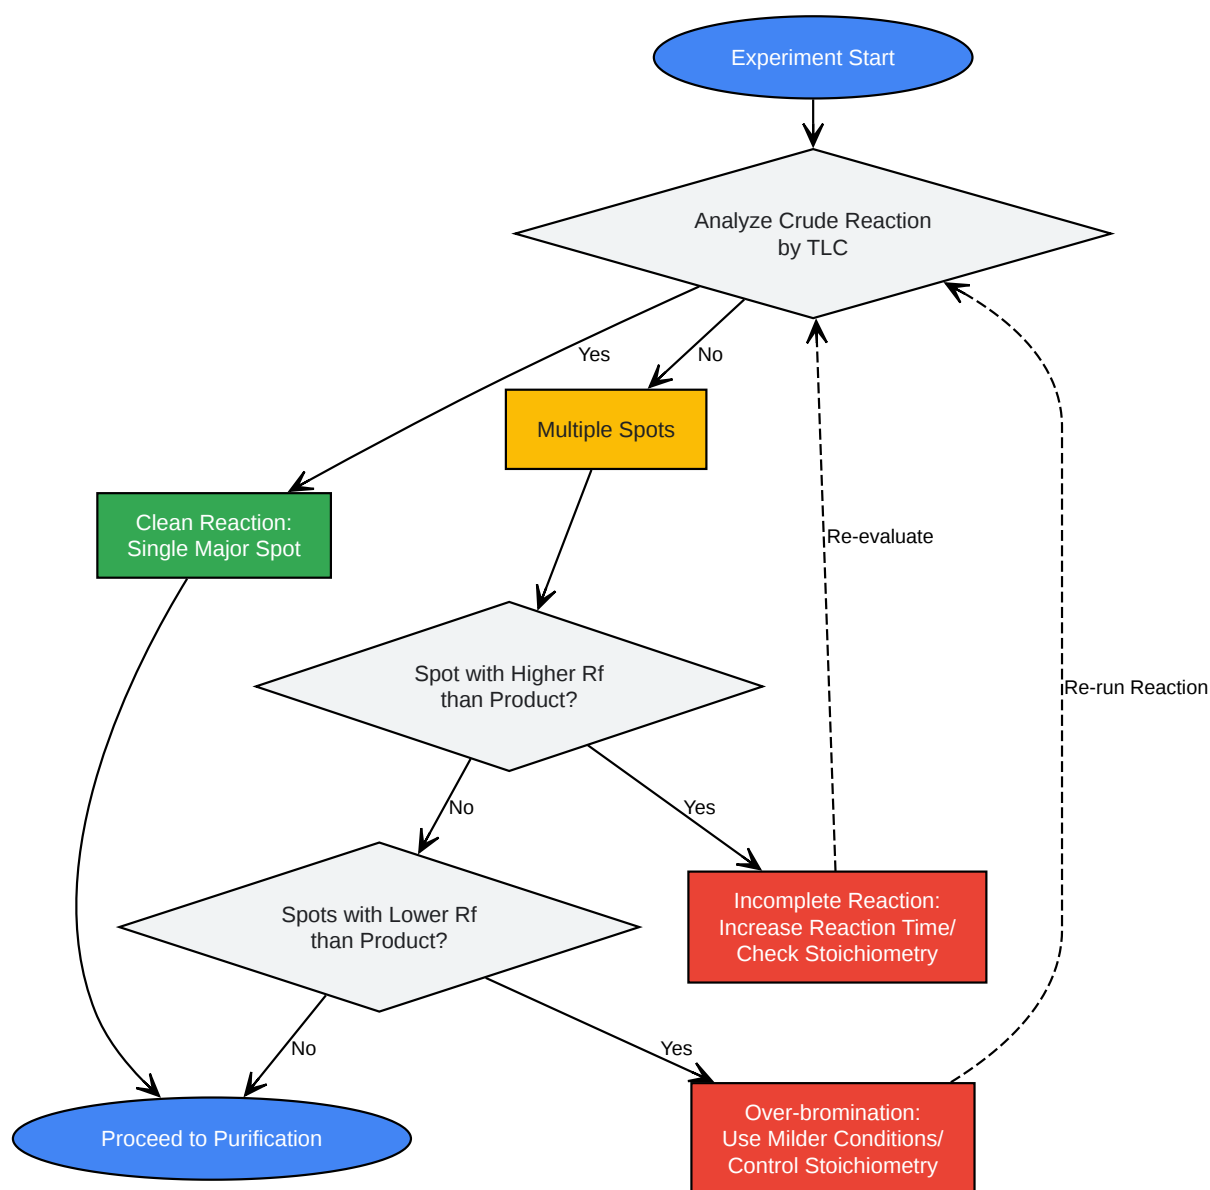 Experiment Start
Analyze Crude Reaction
by TLC
Yes
No
Multiple Spots
Clean Reaction:
Single Major Spot
Re-evaluate
Spot with Higher Rf
than Product?
Re-run Reaction
No
Yes
Incomplete Reaction:
Increase Reaction Time/
Check Stoichiometry
Spots with Lower Rf
than Product?
No
Yes
Over-bromination:
Use Milder Conditions/
Control Stoichiometry
Proceed to Purification